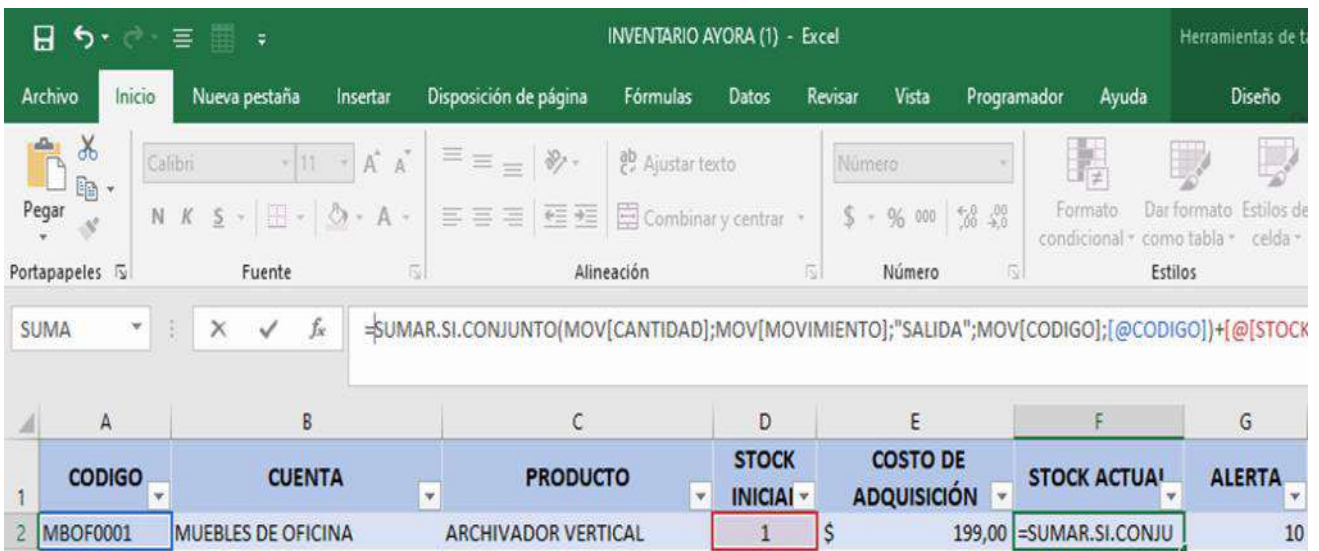 INVENTARIO AYORA (1) - Excel Herramientas de ta
Archivo Inicio Nueva pestaña Insertar Disposición de página Fórmulas Datos Revisar Vista Programador Ayuda Diseño
Calibri 11 A A ab Ajustar texto Número
Pegar N K S A Combinar y centrar $ % 000 Formato condicional Dar formato como tabla Estilos de celda
Portapapeles Fuente Alineación Número Estilos
SUMA fx =SUMAR.SI.CONJUNTO(MOV[CANTIDAD];MOV[MOVIMIENTO];"SALIDA";MOV[CODIGO];[@CODIGO])+[@[STOCK
A B C D E F G
1 CODIGO CUENTA PRODUCTO STOCK INICIAL COSTO DE ADQUISICIÓN STOCK ACTUAL ALERTA
2 MBOF0001 MUEBLES DE OFICINA ARCHIVADOR VERTICAL 1 $ 199,00 =SUMAR.SI.CONJU 10